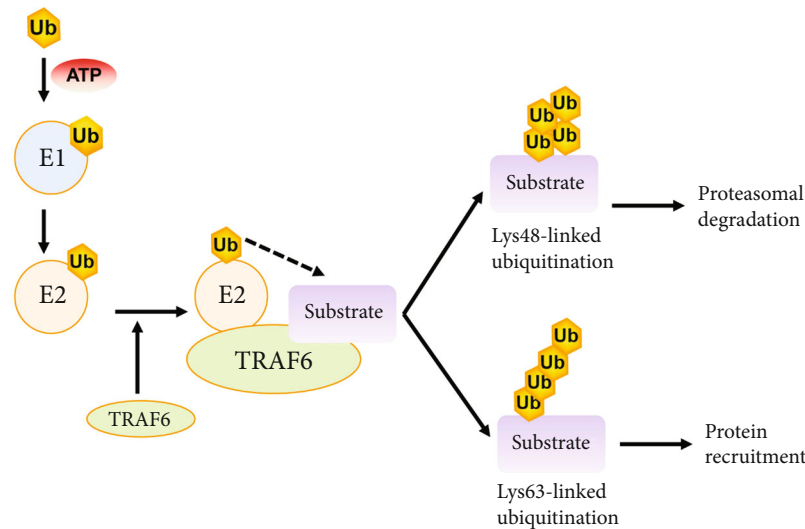 Ub
ATP
Ub
E1
Ub
E2
TRAF6
Ub
E2
Substrate
TRAF6
Ub
Ub
Ub
Ub
Substrate
Lys48-linked
ubiquitination
Proteasomal
degradation
Ub
Ub
Ub
Ub
Substrate
Lys63-linked
ubiquitination
Protein
recruitment